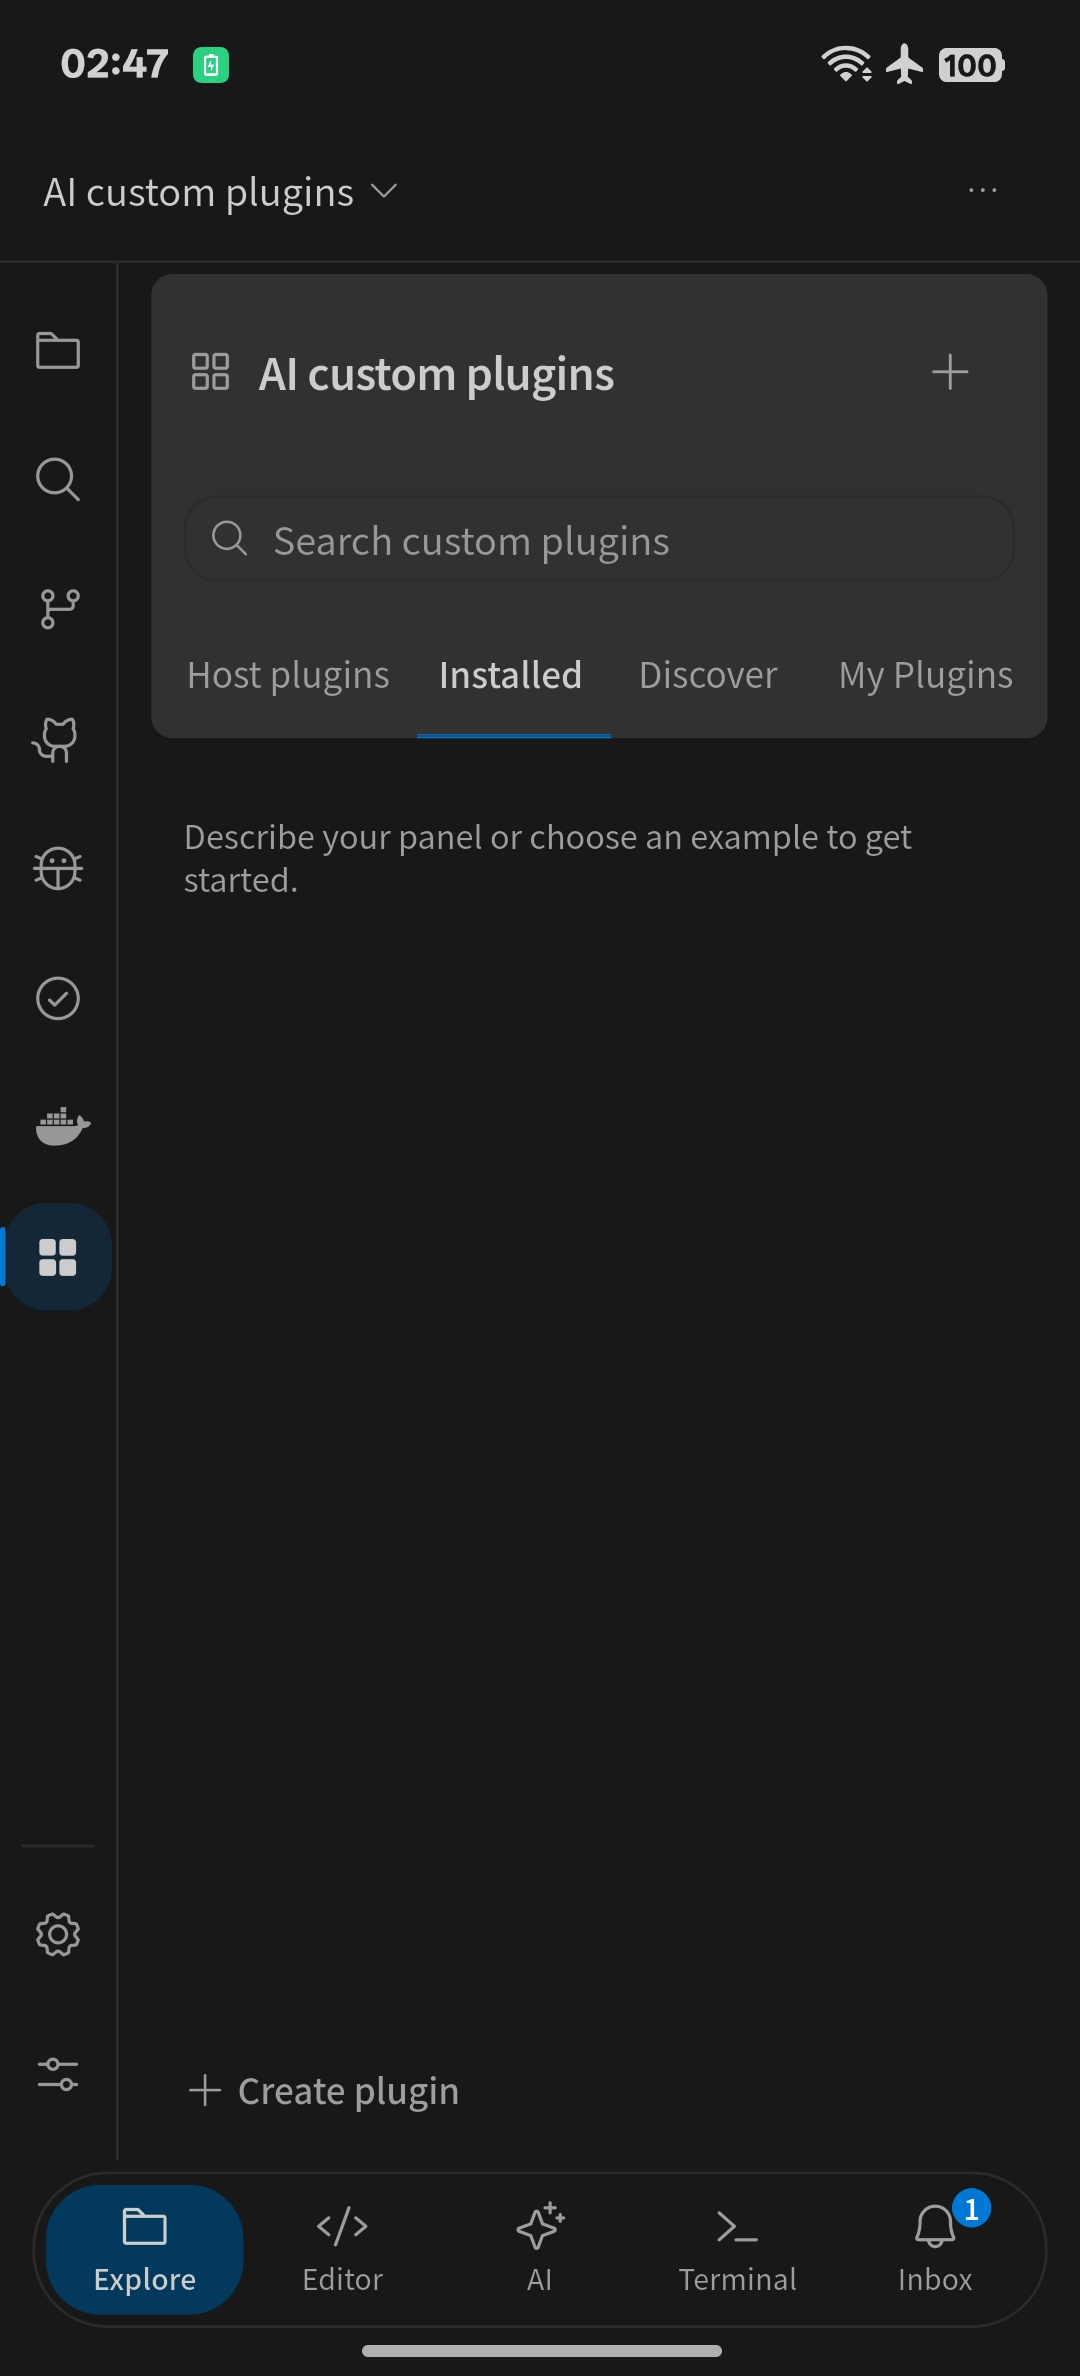 02:47
100
AI custom plugins
AI custom plugins
Search custom plugins
Host plugins Installed Discover My Plugins
Describe your panel or choose an example to get
started.
Create plugin
1
Explore Editor AI Terminal Inbox